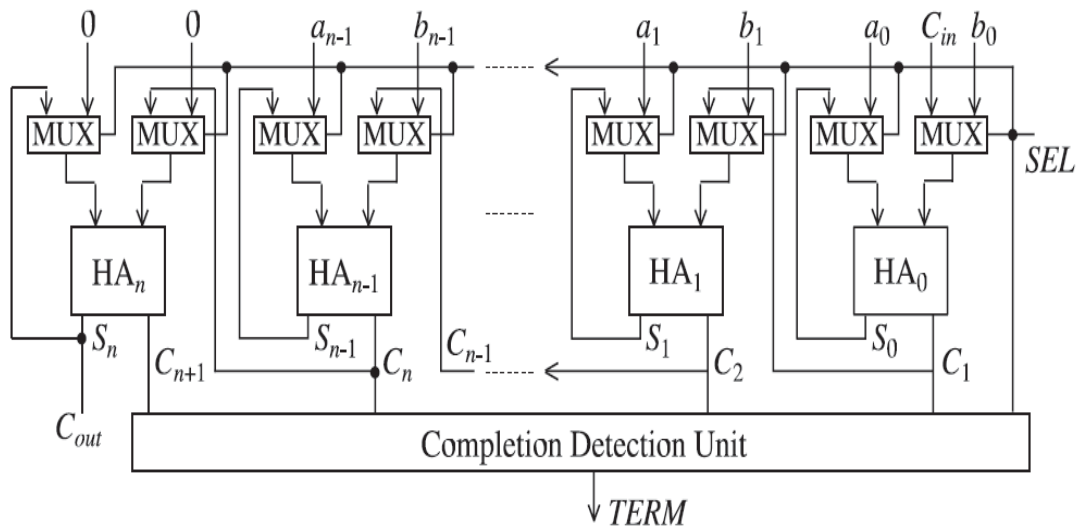 0 0 a_{n-1} b_{n-1} a_1 b_1 a_0 C_{in} b_0
MUX MUX MUX MUX MUX MUX MUX MUX
SEL
HA_n HA_{n-1} HA_1 HA_0
S_n S_{n-1} C_{n-1} S_1 S_0
C_{n+1} C_n C_2 C_1
C_{out}
Completion Detection Unit
TERM